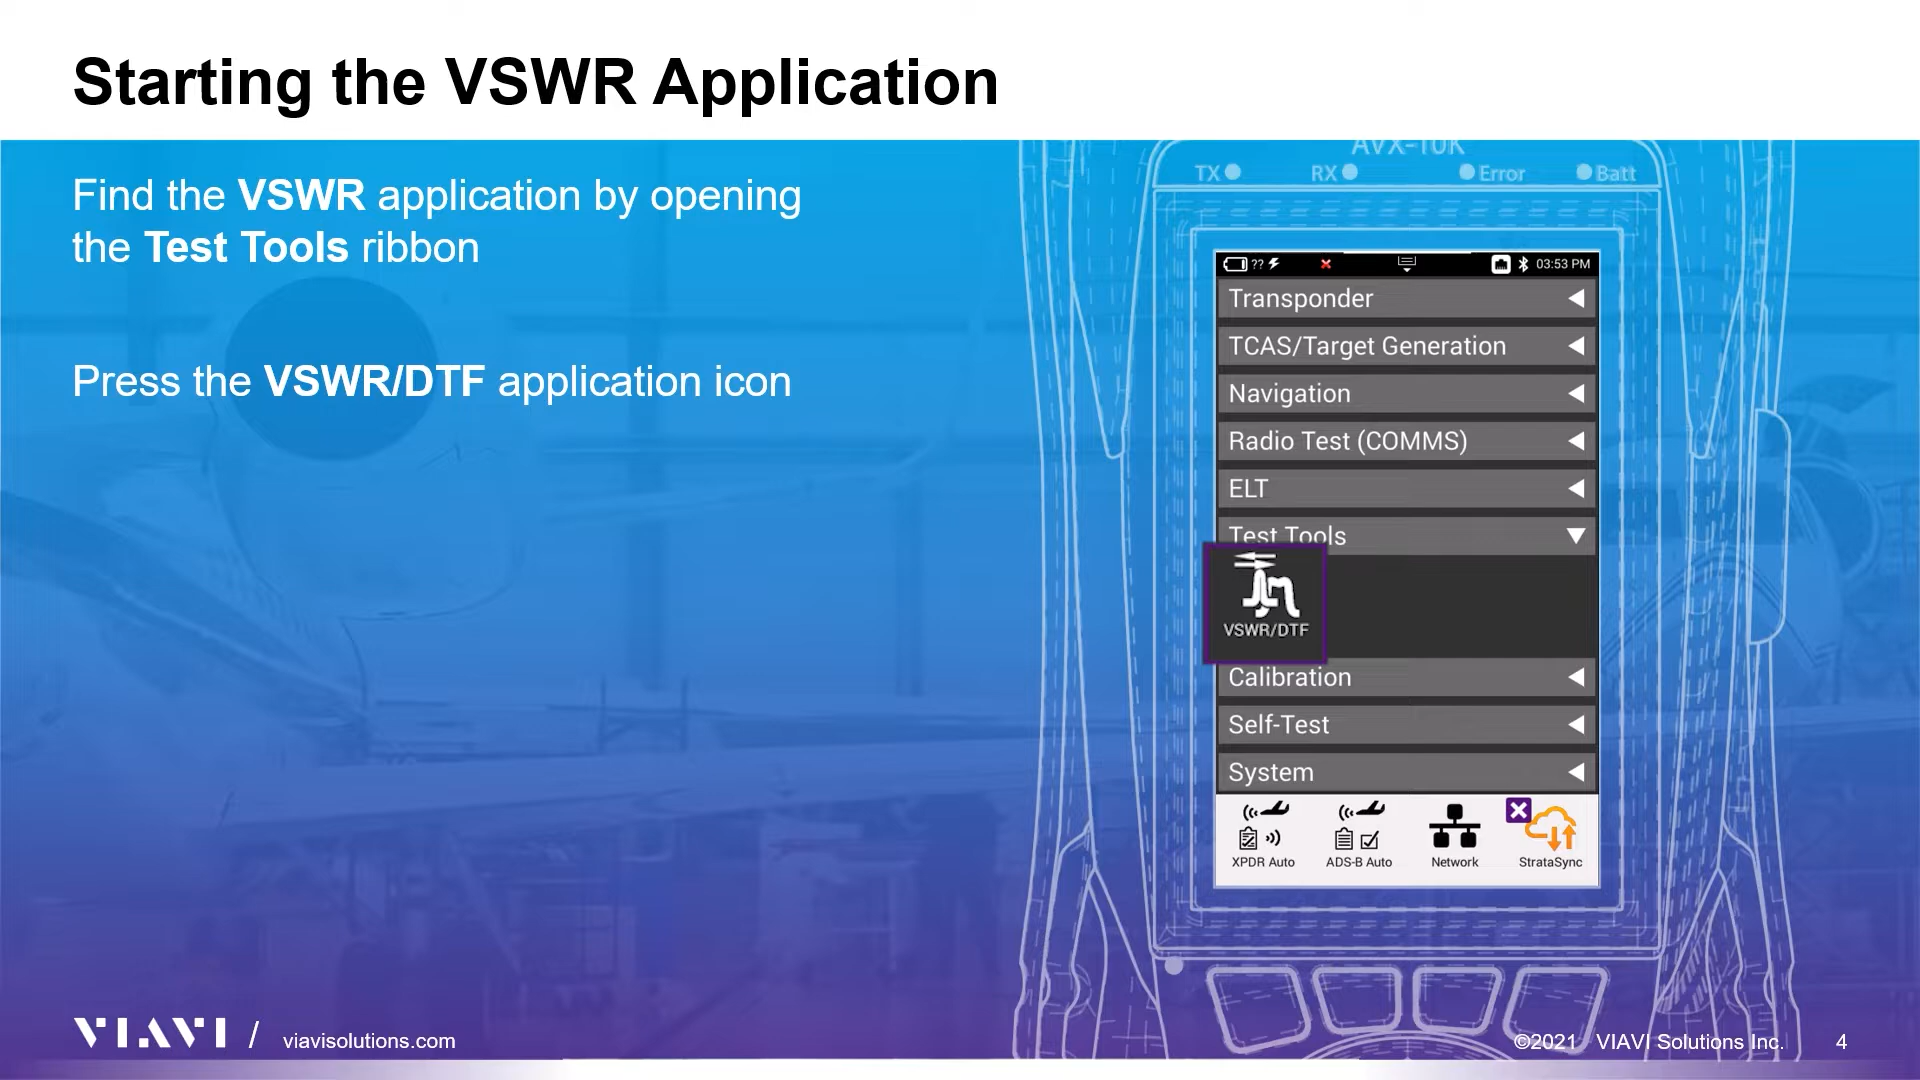 Starting the VSWR Application
Find the VSWR application by opening
the Test Tools ribbon
Press the VSWR/DTF application icon
AVX-10K
TX
RX
Error
Batt
??
03:53 PM
Transponder
TCAS/Target Generation
Navigation
Radio Test (COMMS)
ELT
Test Tools
VSWR/DTF
Calibration
Self-Test
System
XPDR Auto
ADS-B Auto
Network
StrataSync
VIAVI / viavisolutions.com
©2021 VIAVI Solutions Inc. 4